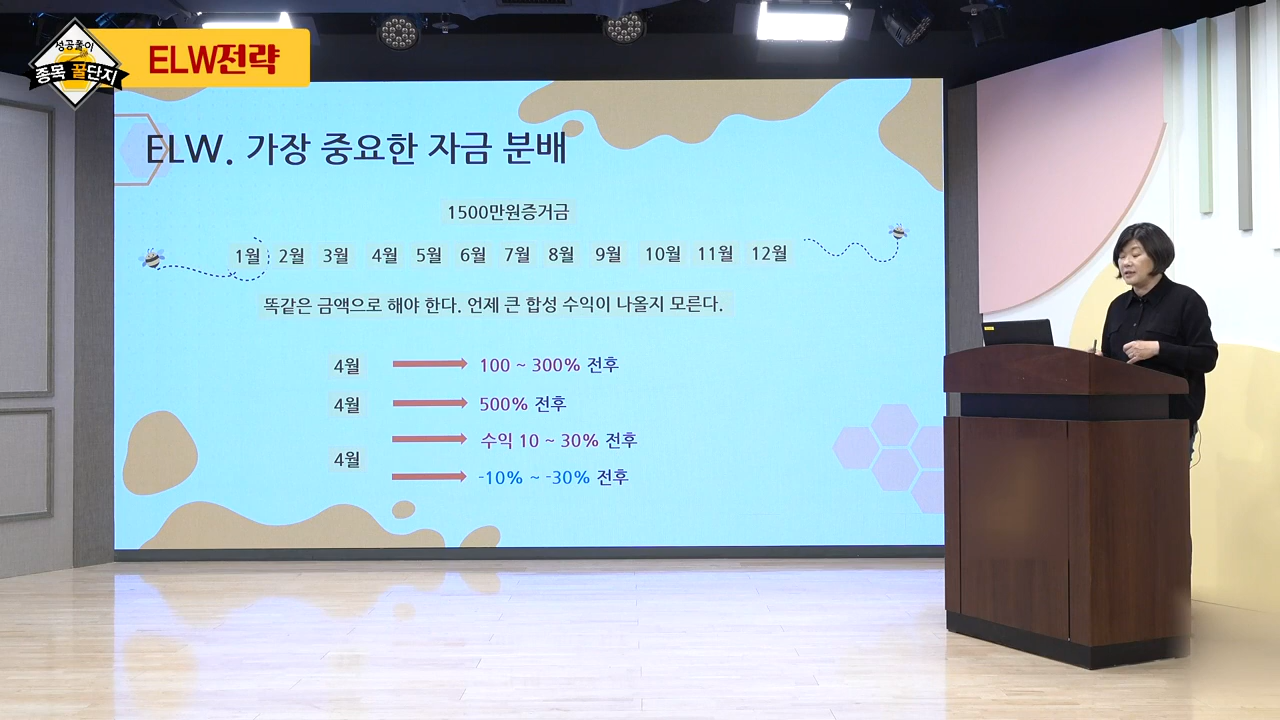 성공풀이
종목 꿀단지
ELW전략
ELW. 가장 중요한 자금 분배
1500만원증거금
1월 2월 3월 4월 5월 6월 7월 8월 9월 10월 11월 12월
똑같은 금액으로 해야 한다. 언제 큰 합성 수익이 나올지 모른다.
4월 100 ~ 300% 전후
4월 500% 전후
수익 10 ~ 30% 전후
4월
-10% ~ -30% 전후